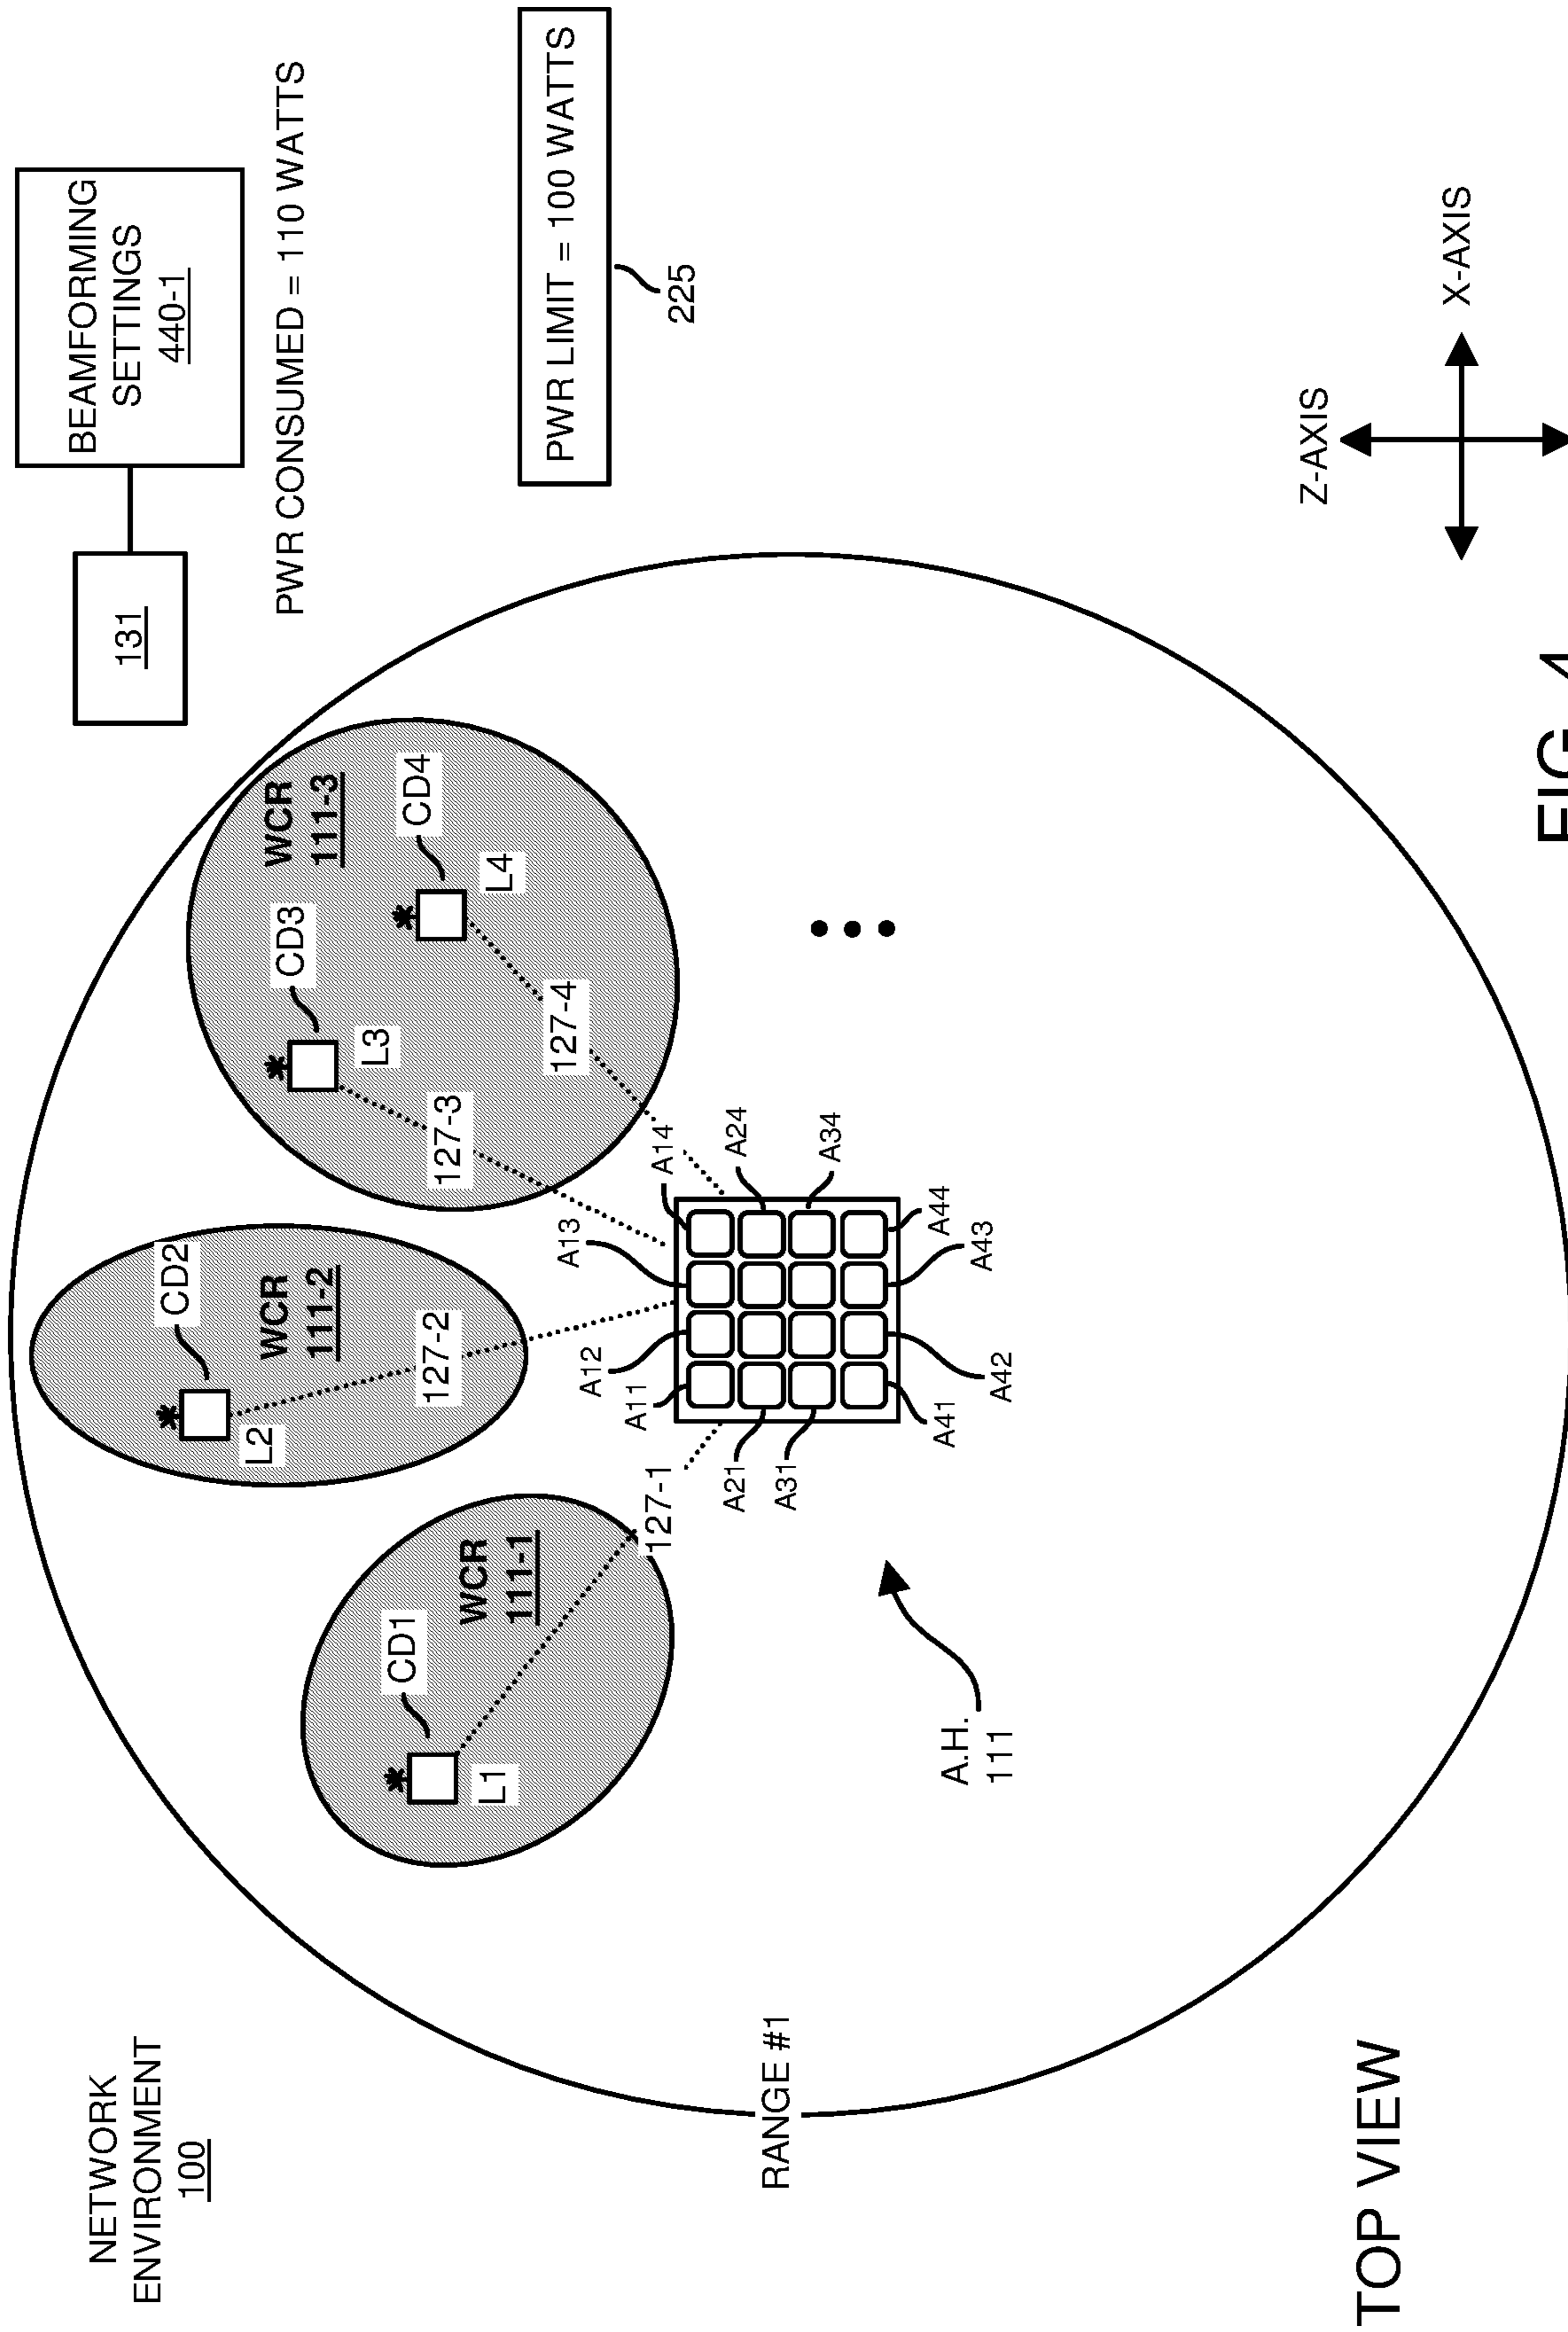 NETWORK
ENVIRONMENT
100
131
BEAMFORMING
SETTINGS
440-1
PWR CONSUMED = 110 WATTS
PWR LIMIT = 100 WATTS
225
CD2
L2
WCR
111-2
127-2
CD3
L3
WCR
111-3
CD4
L4
127-3
127-4
CD1
L1
WCR
111-1
127-1
A11
A12
A13
A14
A21
A24
A31
A34
A41
A42
A43
A44
A.H.
111
RANGE #1
Z-AXIS
X-AXIS
TOP VIEW
FIG. 4